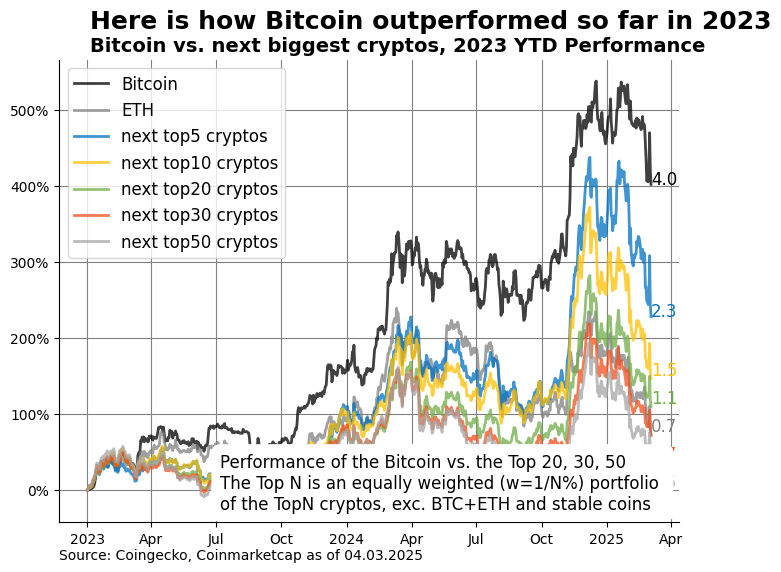 Here is how Bitcoin outperformed so far in 2023
Bitcoin vs. next biggest cryptos, 2023 YTD Performance
Bitcoin
ETH
next top5 cryptos
next top10 cryptos
next top20 cryptos
next top30 cryptos
next top50 cryptos
500%
400%
300%
200%
100%
0%
4.0
2.3
1.5
1.1
0.7
Performance of the Bitcoin vs. the Top 20, 30, 50
The Top N is an equally weighted (w=1/N%) portfolio
of the TopN cryptos, exc. BTC+ETH and stable coins
2023 Apr Jul Oct 2024 Apr Jul Oct 2025 Apr
Source: Coingecko, Coinmarketcap as of 04.03.2025